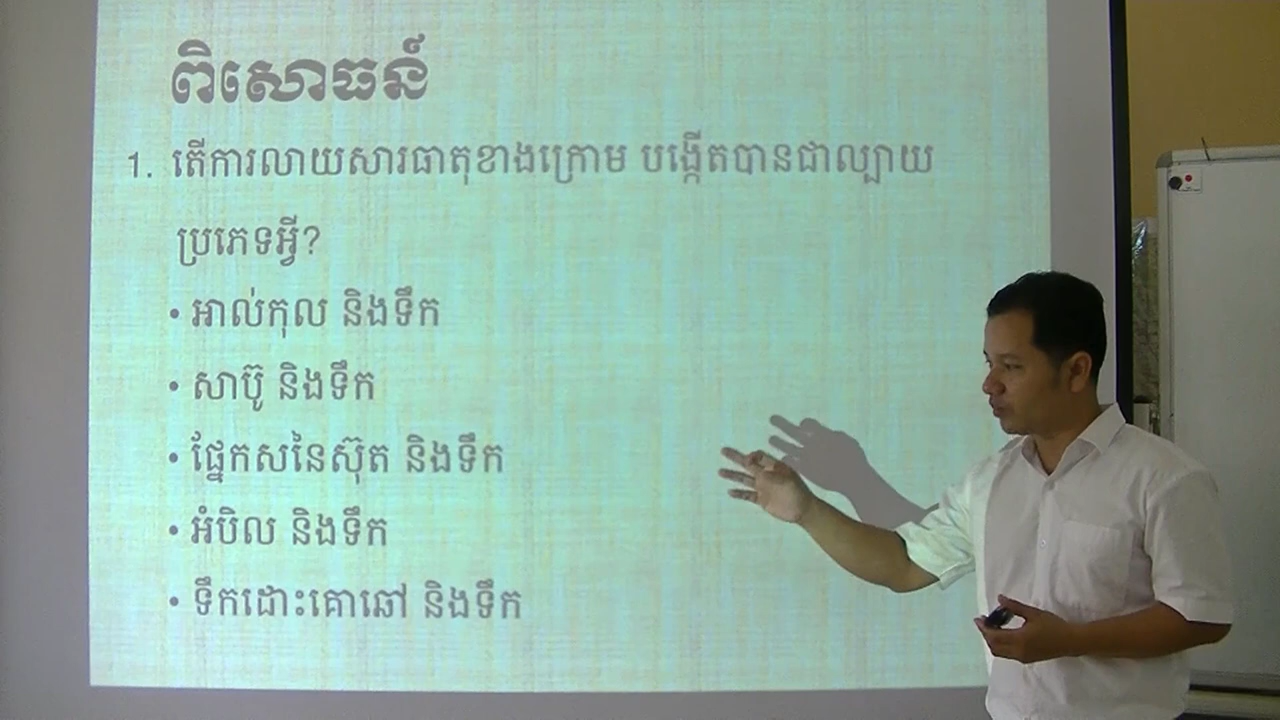 ពិសោធន៍
1. តើការលាយសារធាតុខាងក្រោម បង្កើតបានជាល្បាយ
ប្រភេទអ្វី?
• អាល់កុល និងទឹក
• សាប៊ូ និងទឹក
• ផ្នែកសនៃស៊ុត និងទឹក
• អំបិល និងទឹក
• ទឹកដោះគោឆៅ និងទឹក